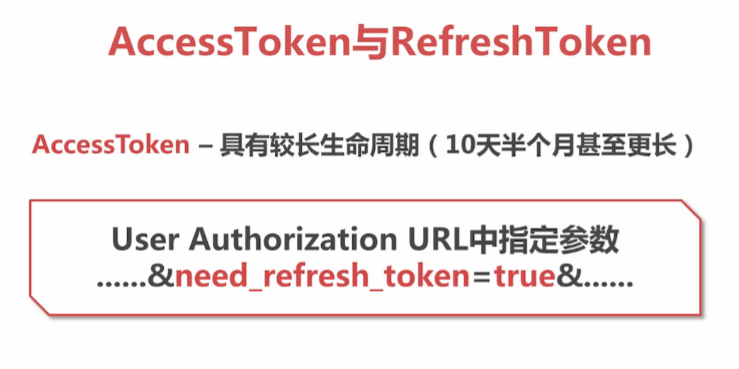 AccessToken与RefreshToken
AccessToken – 具有较长生命周期（10天半个月甚至更长）
User Authorization URL中指定参数
......&need_refresh_token=true&......